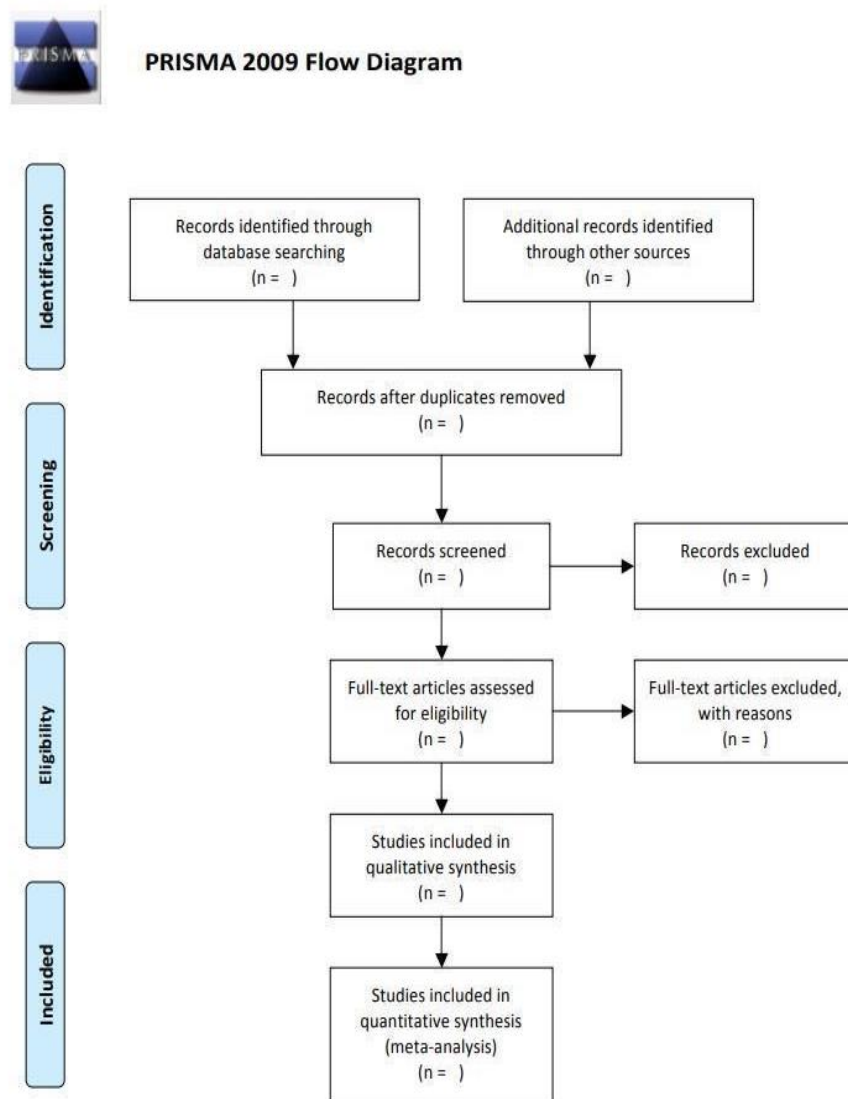 PRISMA
PRISMA 2009 Flow Diagram
Identification
Records identified through
database searching
(n =   )
Additional records identified
through other sources
(n =   )
Records after duplicates removed
(n =   )
Screening
Records screened
(n =   )
Records excluded
(n =   )
Eligibility
Full-text articles assessed
for eligibility
(n =   )
Full-text articles excluded,
with reasons
(n =   )
Studies included in
qualitative synthesis
(n =   )
Included
Studies included in
quantitative synthesis
(meta-analysis)
(n =   )